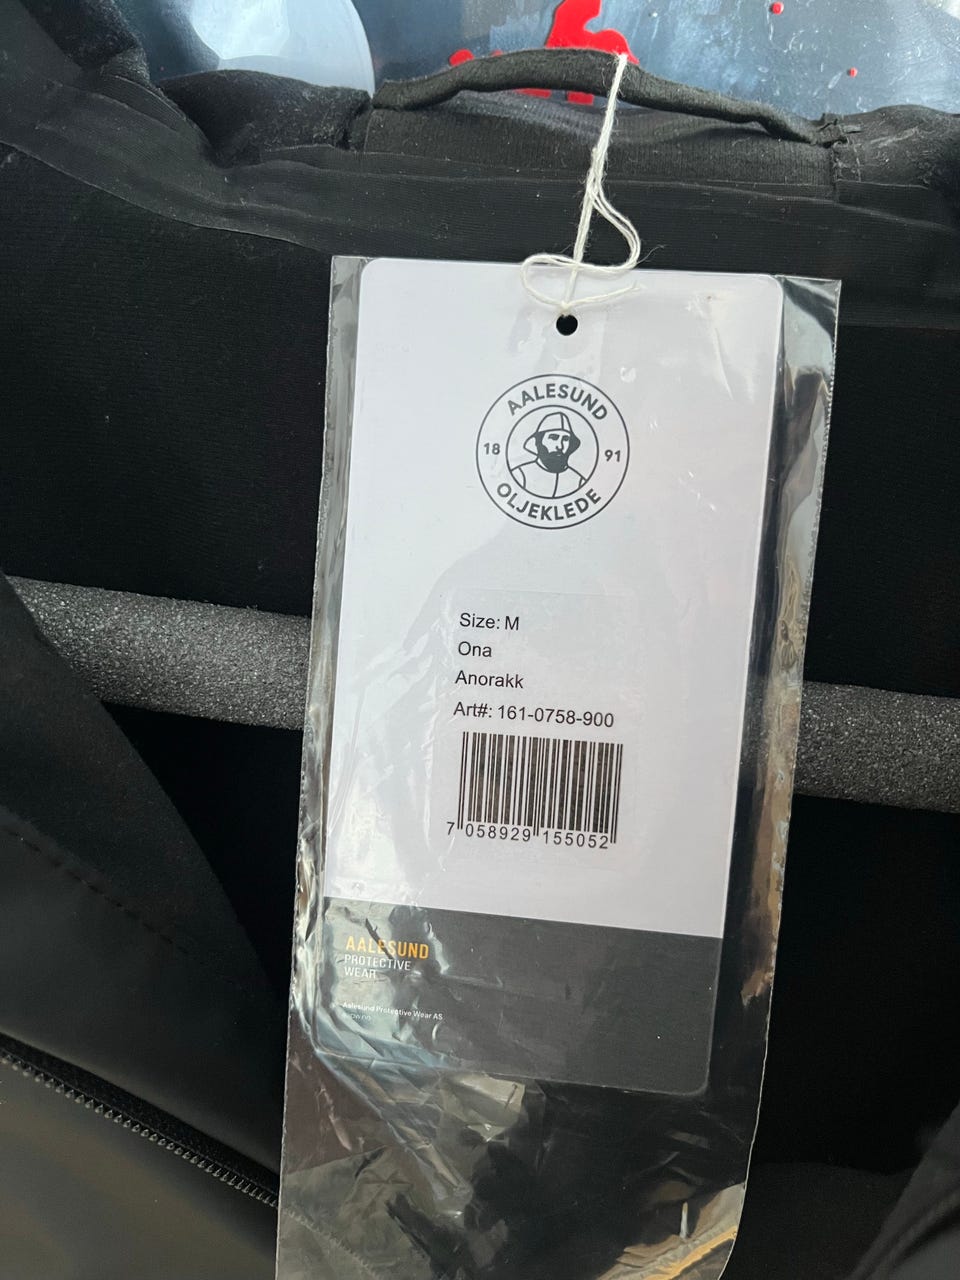 AALESUND
18 91
OLJEKLEDE
Size: M
Ona
Anorakk
Art#: 161-0758-900
7 058929 155052
AALESUND
PROTECTIVE
WEAR
Aalesund Protective Wear AS